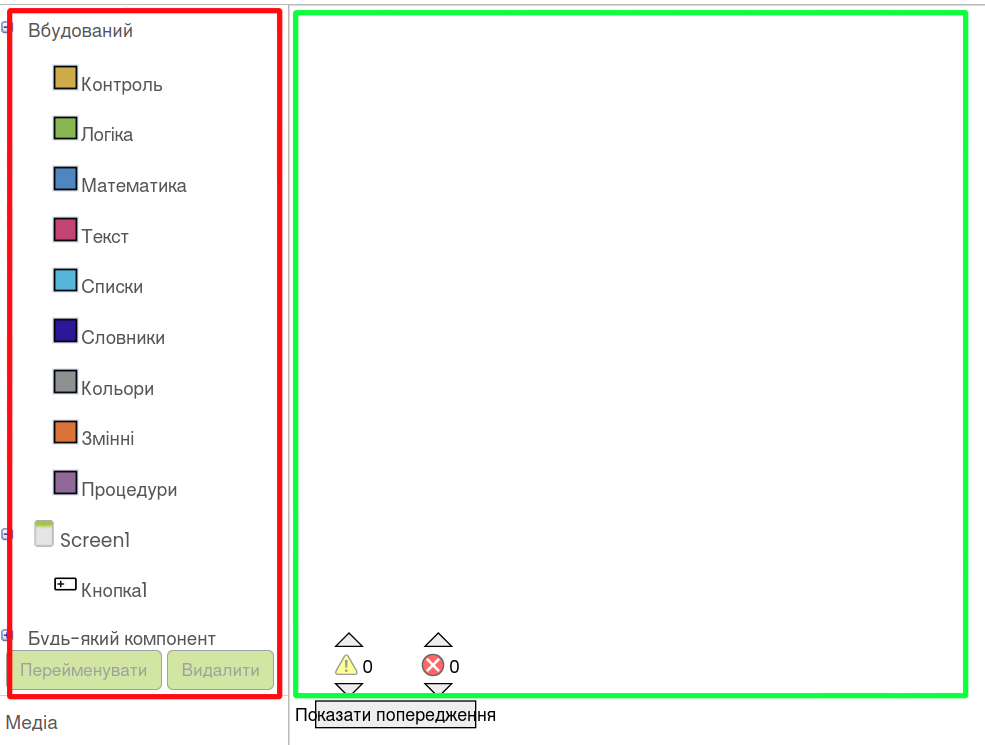 Вбудований
Контроль
Логіка
Математика
Текст
Списки
Словники
Кольори
Змінні
Процедури
Screen1
Кнопка1
Будь-який компонент
Перейменувати Видалити
0 0
Показати попередження
Медіа